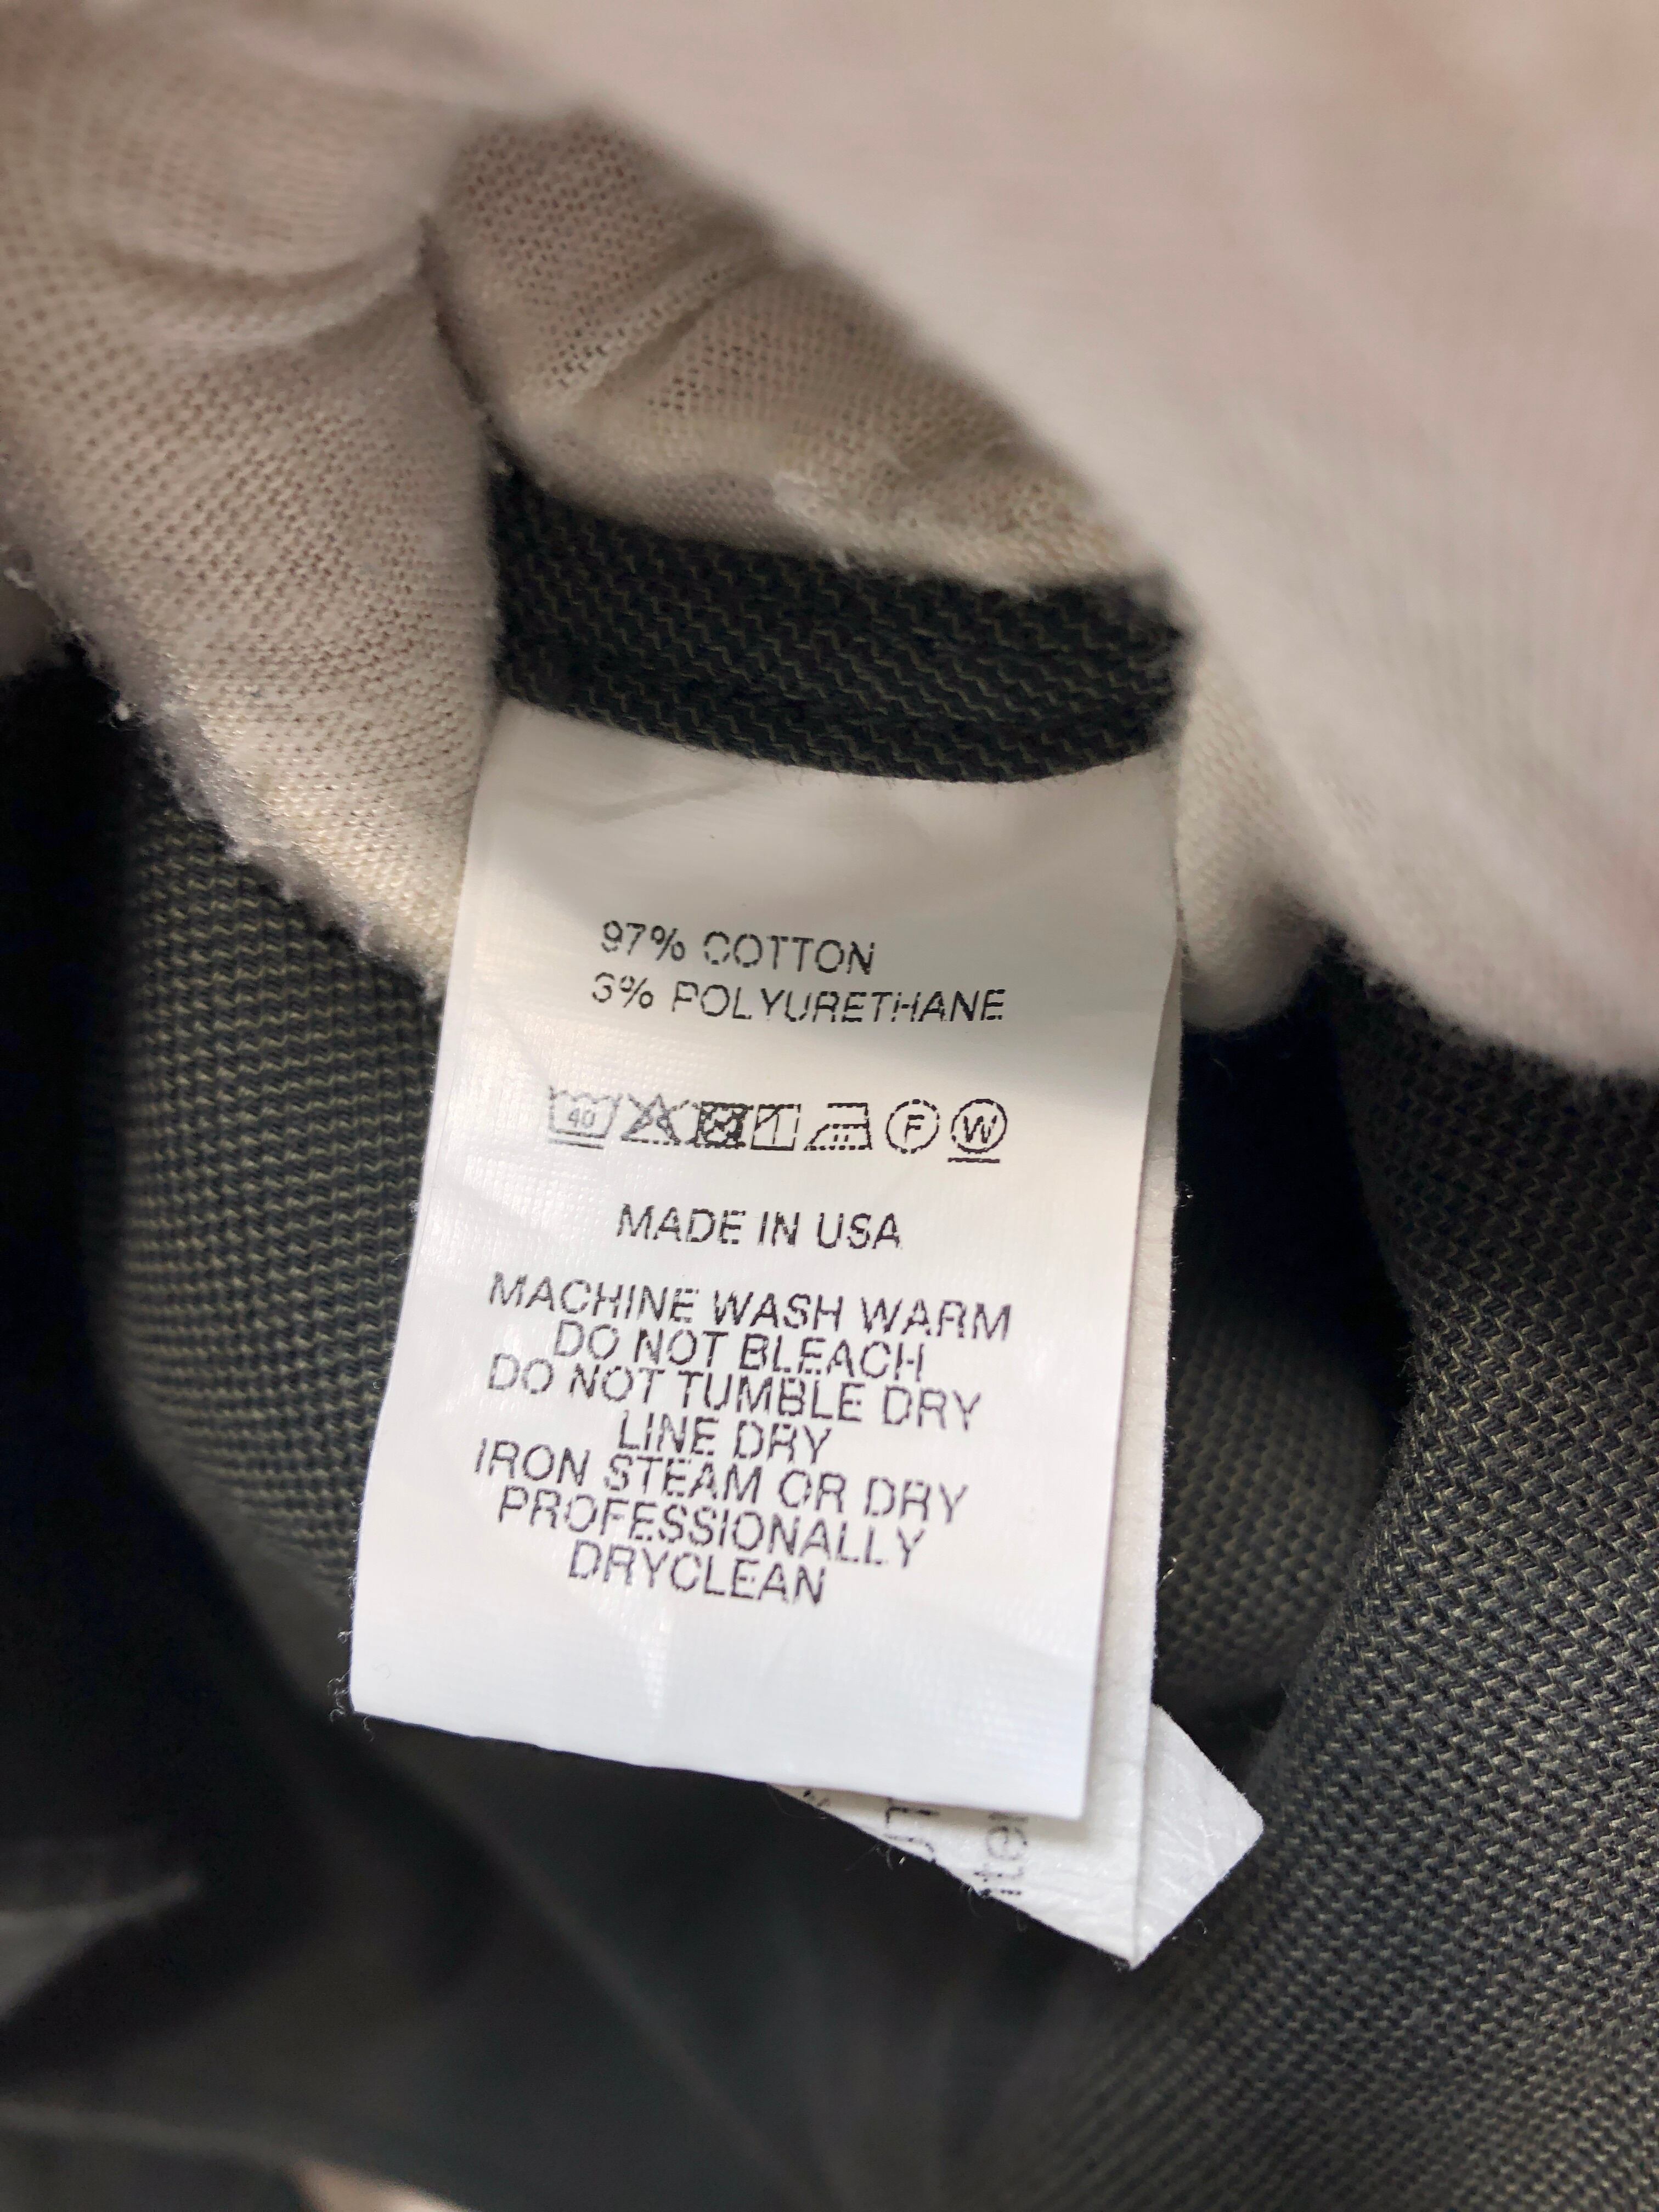 97% COTTON
3% POLYURETHANE
40 F W
MADE IN USA
MACHINE WASH WARM
DO NOT BLEACH
DO NOT TUMBLE DRY
LINE DRY
IRON STEAM OR DRY
PROFESSIONALLY
DRYCLEAN